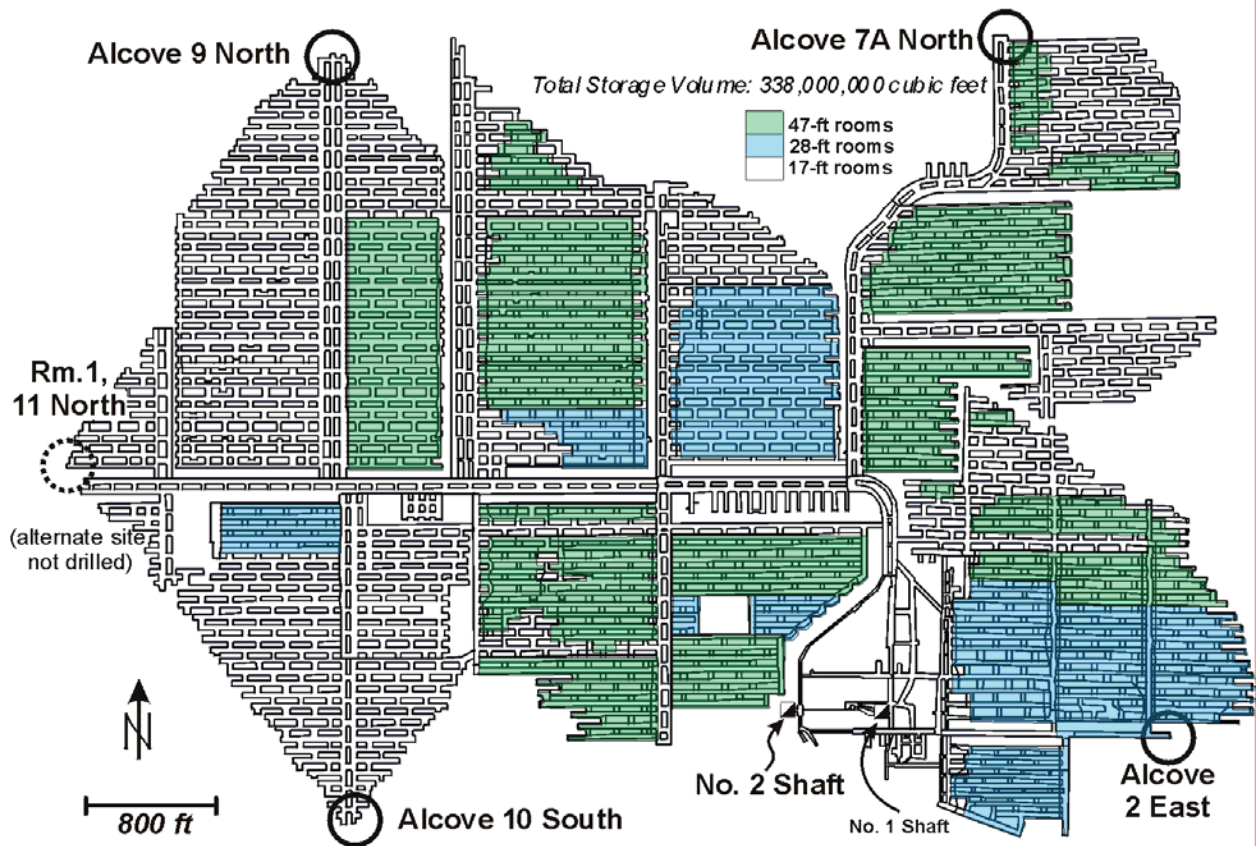 Alcove 9 North
Alcove 7A North
Total Storage Volume: 338,000,000 cubic feet
47-ft rooms
28-ft rooms
17-ft rooms
Rm.1,
11 North
(alternate site
not drilled)
N
800 ft
Alcove 10 South
No. 2 Shaft
No. 1 Shaft
Alcove
2 East